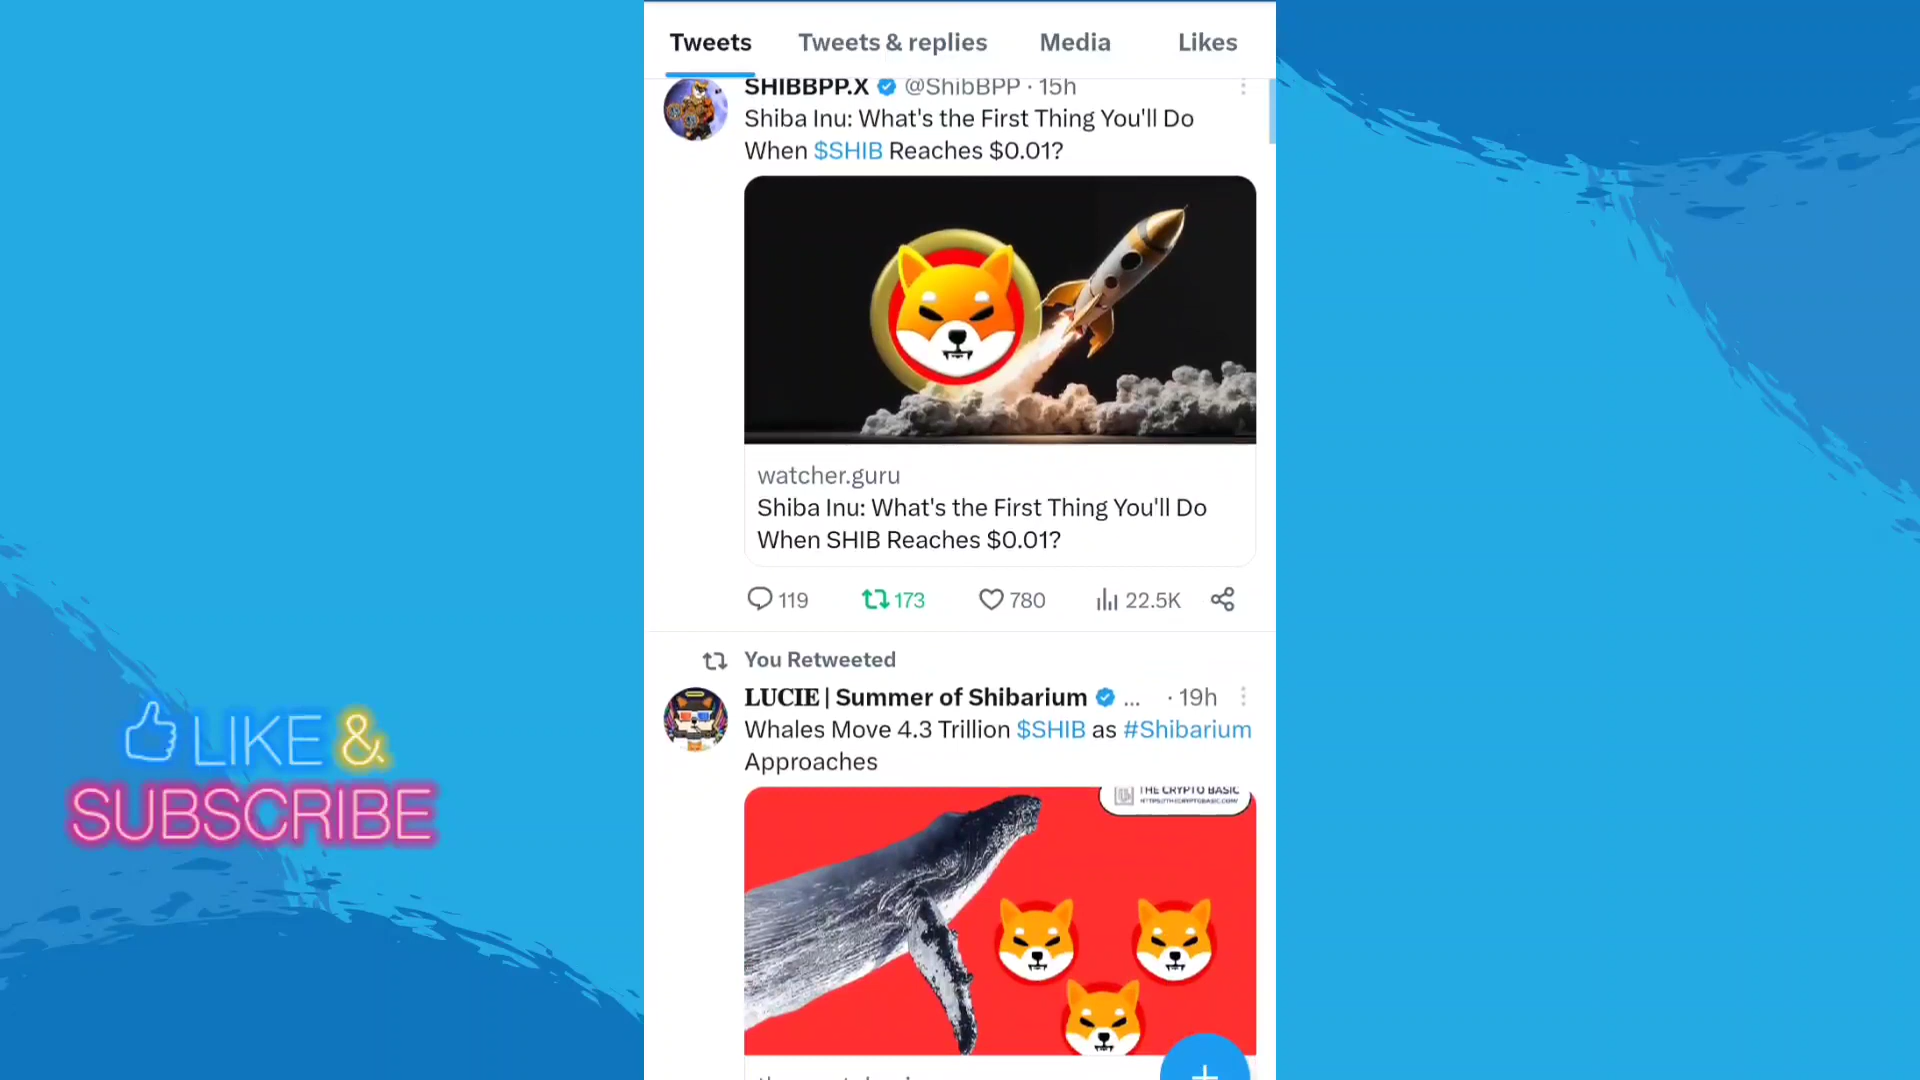 Tweets Tweets & replies Media Likes
SHIBBPP.X @ShibBPP · 15h
Shiba Inu: What's the First Thing You'll Do
When $SHIB Reaches $0.01?
watcher.guru
Shiba Inu: What's the First Thing You'll Do
When SHIB Reaches $0.01?
119 173 780 22.5K
You Retweeted
LUCIE | Summer of Shibarium ... · 19h
Whales Move 4.3 Trillion $SHIB as #Shibarium
Approaches
THE CRYPTO BASIC
HTTPS://THECRYPTOBASIC.COM/
LIKE &
SUBSCRIBE